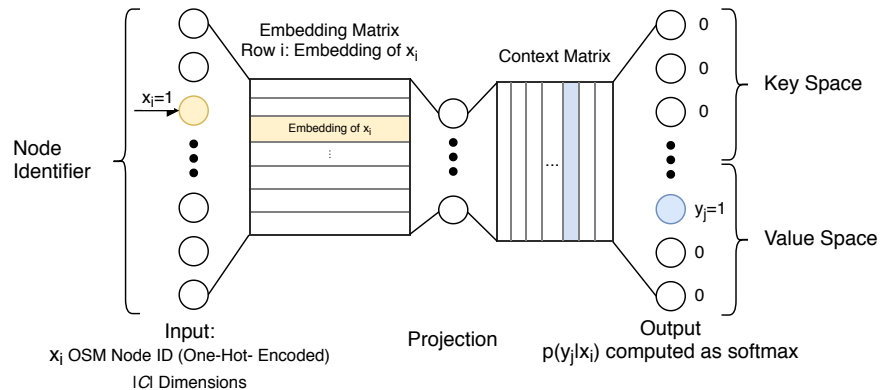 Node
Identifier
xi=1
Embedding Matrix
Row i: Embedding of xi
Embedding of xi
⋮
Context Matrix
...
0
0
0
yj=1
0
0
Key Space
Value Space
Input:
xi OSM Node ID (One-Hot- Encoded)
|C| Dimensions
Projection
Output
p(yj|xi) computed as softmax